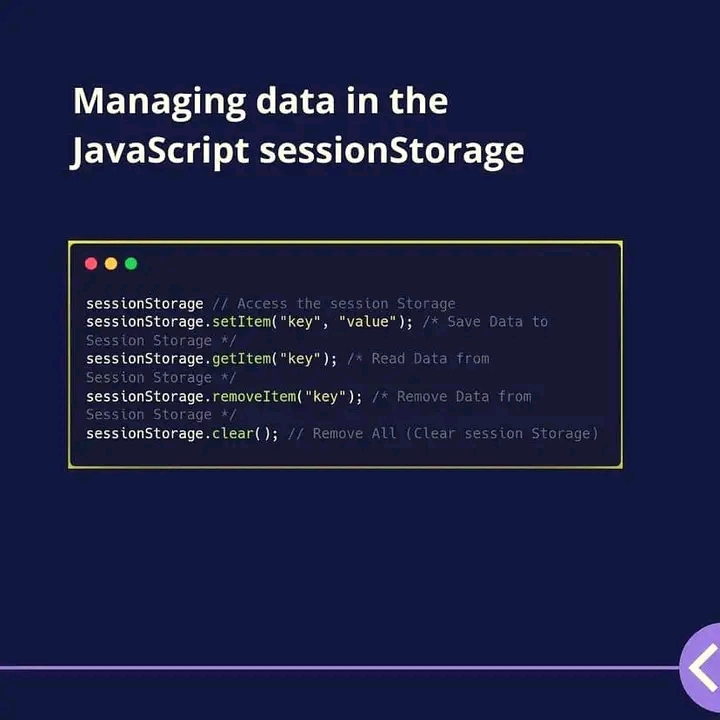 Managing data in the
JavaScript sessionStorage
sessionStorage // Access the session Storage
sessionStorage.setItem("key", "value"); /* Save Data to
Session Storage */
sessionStorage.getItem("key"); /* Read Data from
Session Storage */
sessionStorage.removeItem("key"); /* Remove Data from
Session Storage */
sessionStorage.clear(); // Remove All (Clear session Storage)